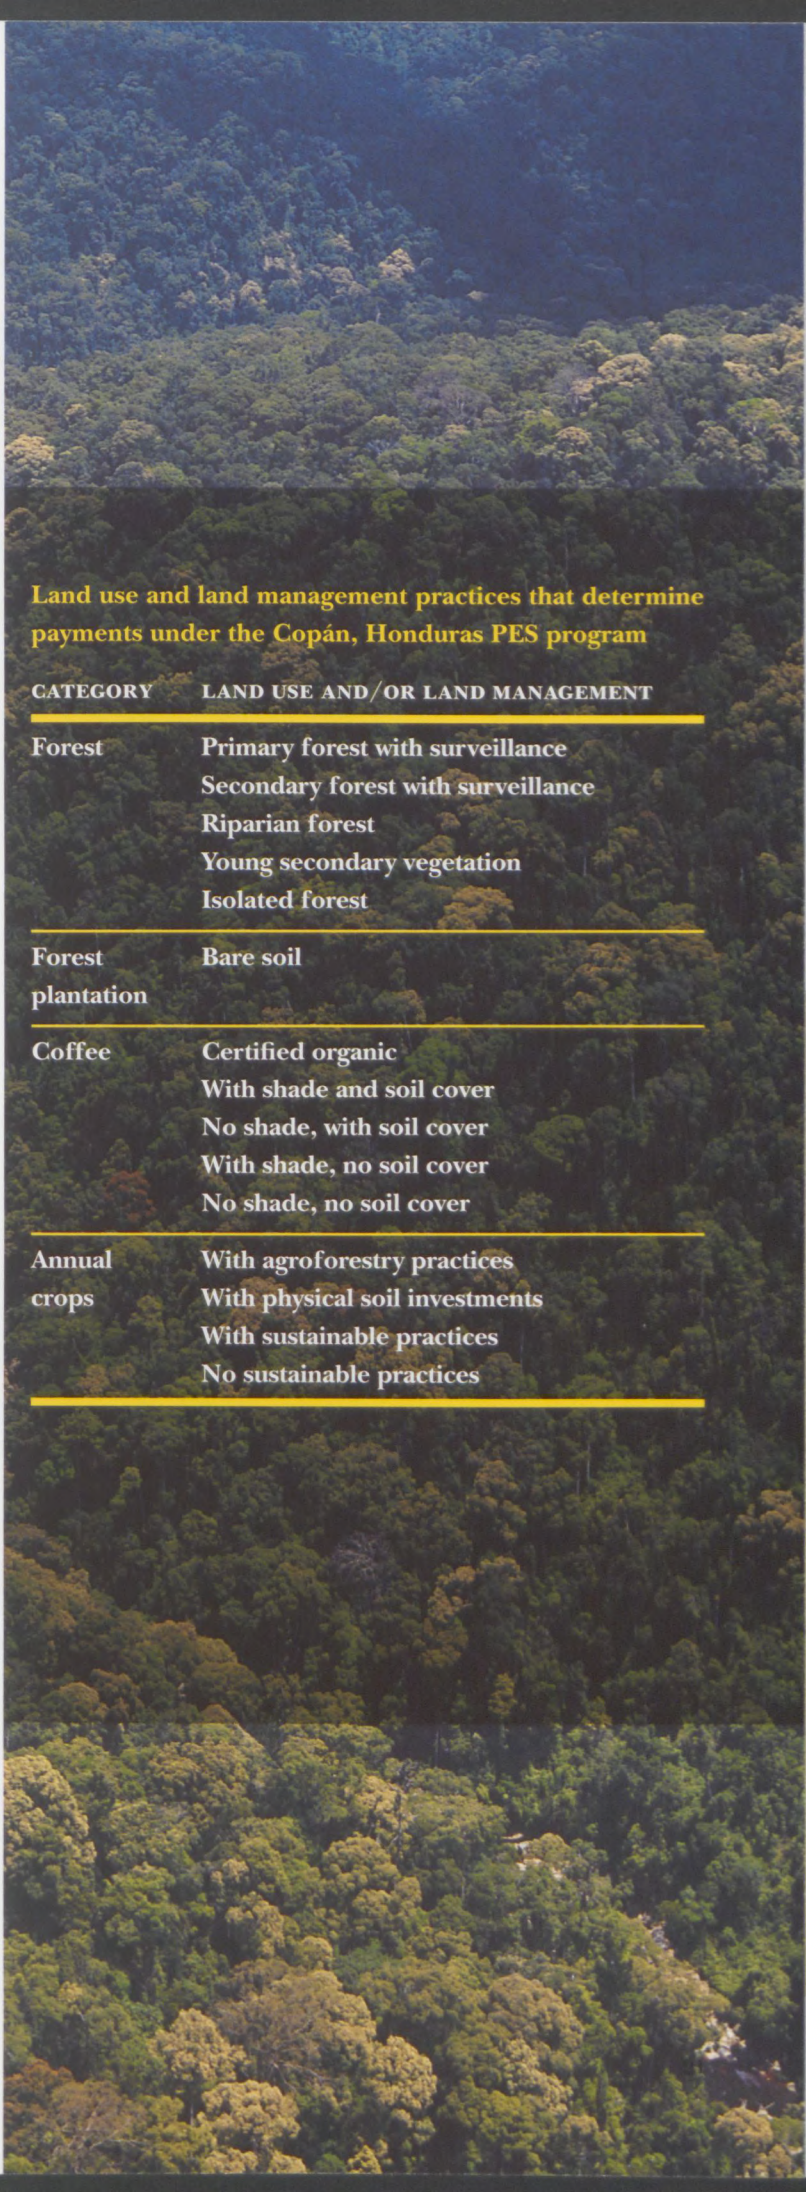 Land use and land management practices that determine
payments under the Copán, Honduras PES program
CATEGORY LAND USE AND/OR LAND MANAGEMENT
Forest Primary forest with surveillance
Secondary forest with surveillance
Riparian forest
Young secondary vegetation
Isolated forest
Forest Bare soil
plantation
Coffee Certified organic
With shade and soil cover
No shade, with soil cover
With shade, no soil cover
No shade, no soil cover
Annual With agroforestry practices
crops With physical soil investments
With sustainable practices
No sustainable practices